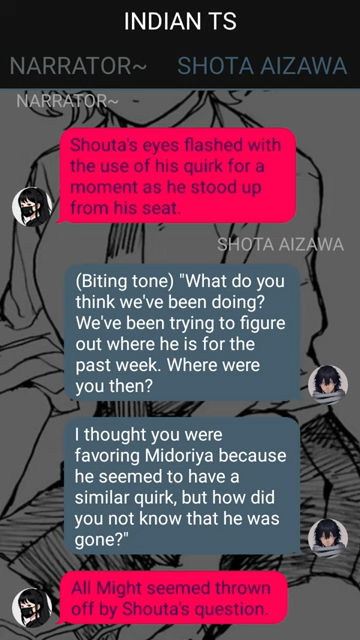 INDIAN TS
NARRATOR~ SHOTA AIZAWA
NARRATOR~
Shouta's eyes flashed with
the use of his quirk for a
moment as he stood up
from his seat.
SHOTA AIZAWA
(Biting tone) "What do you
think we've been doing?
We've been trying to figure
out where he is for the
past week. Where were
you then?
I thought you were
favoring Midoriya because
he seemed to have a
similar quirk, but how did
you not know that he was
gone?"
All Might seemed thrown
off by Shouta's question.